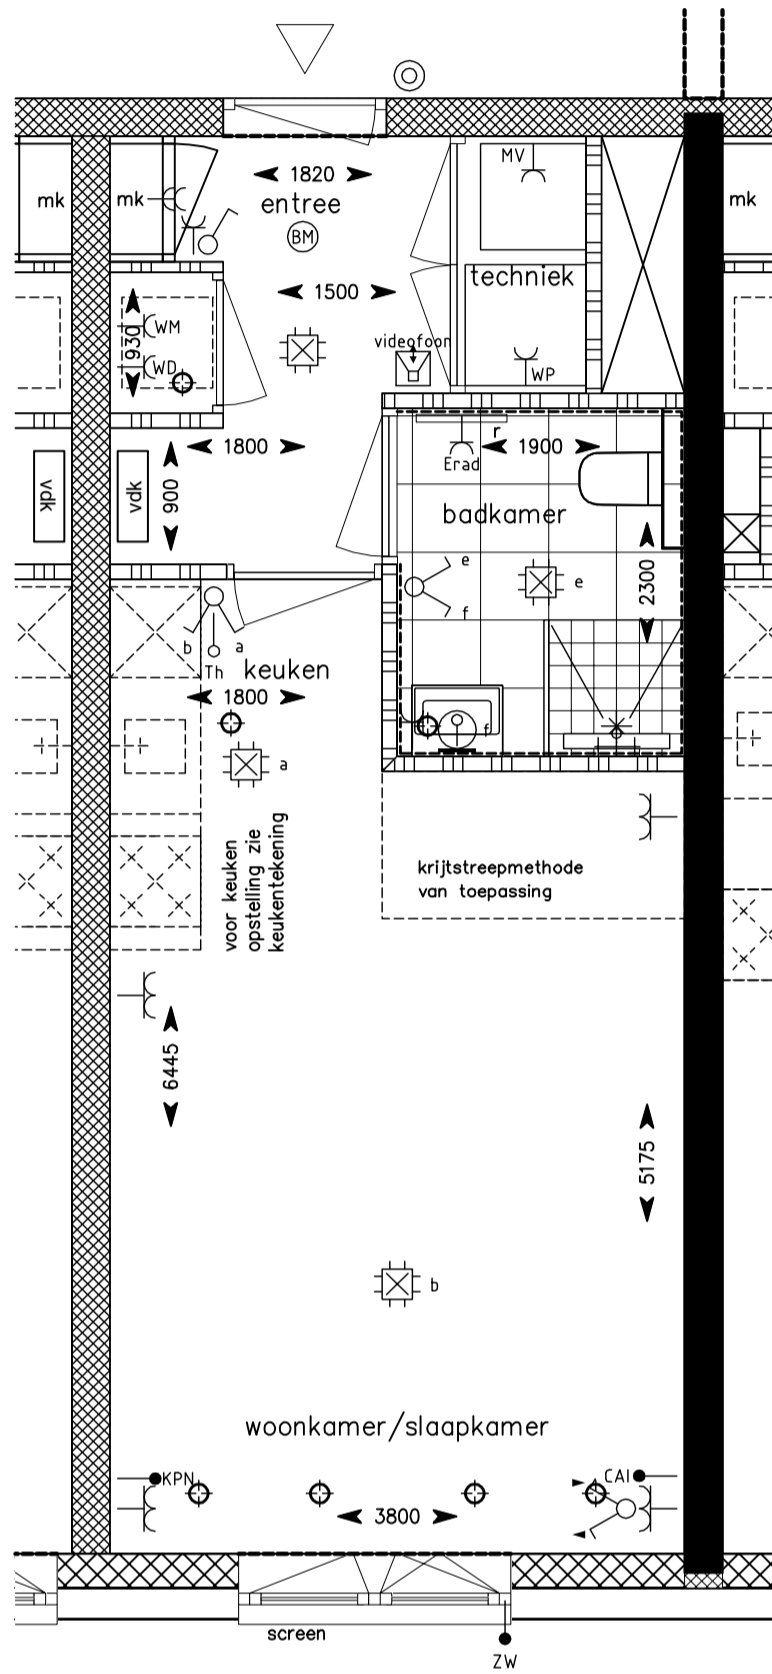 MV
1820
mk
mk
mk
entree
BM
techniek
1500
930
WM
videofoon
WD
WP
r
1800
1900
Erad
vdk
vdk
900
badkamer
e
e
2300
f
b
a
Th
keuken
1800
f
a
voor keuken
opstelling zie
keukentekening
krijtstreepmethode
van toepassing
6445
5175
b
woonkamer/slaapkamer
KPN
CAI
3800
screen
ZW